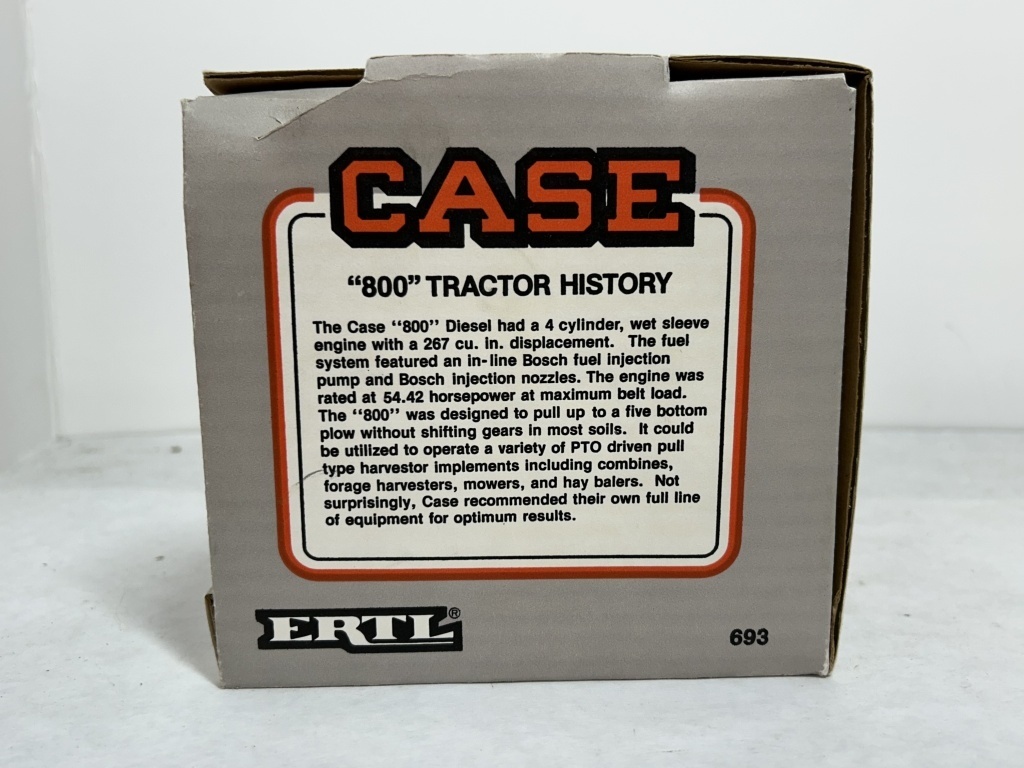 CASE
“800” TRACTOR HISTORY
The Case “800” Diesel had a 4 cylinder, wet sleeve
engine with a 267 cu. in. displacement. The fuel
system featured an in-line Bosch fuel injection
pump and Bosch injection nozzles. The engine was
rated at 54.42 horsepower at maximum belt load.
The “800” was designed to pull up to a five bottom
plow without shifting gears in most soils. It could
be utilized to operate a variety of PTO driven pull
type harvestor implements including combines,
forage harvesters, mowers, and hay balers. Not
surprisingly, Case recommended their own full line
of equipment for optimum results.
ERTL®
693